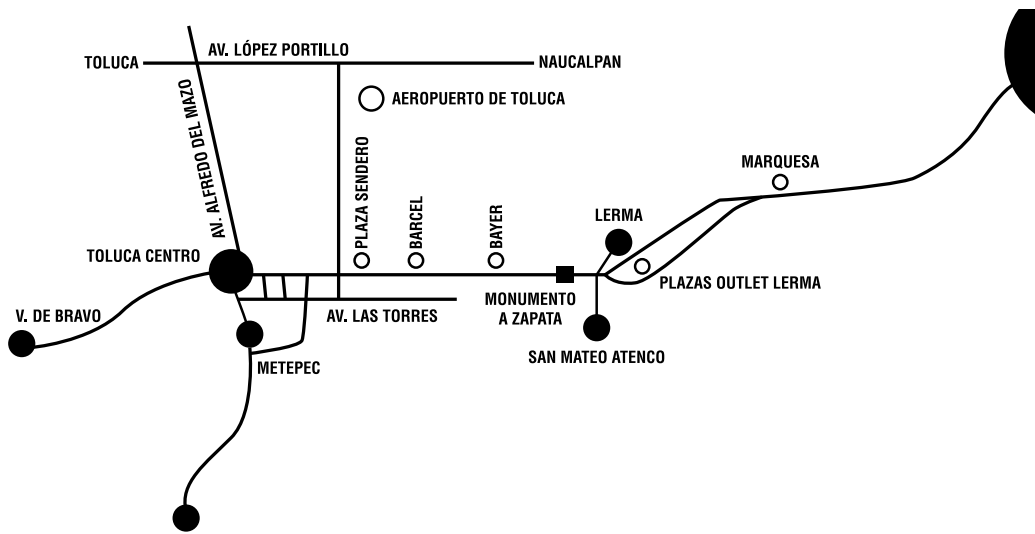 AV. LÓPEZ PORTILLO
TOLUCA
NAUCALPAN
AEROPUERTO DE TOLUCA
AV. ALFREDO DEL MAZO
PLAZA SENDERO
BARCEL
BAYER
MARQUESA
LERMA
TOLUCA CENTRO
PLAZAS OUTLET LERMA
MONUMENTO
A ZAPATA
V. DE BRAVO
AV. LAS TORRES
SAN MATEO ATENCO
METEPEC